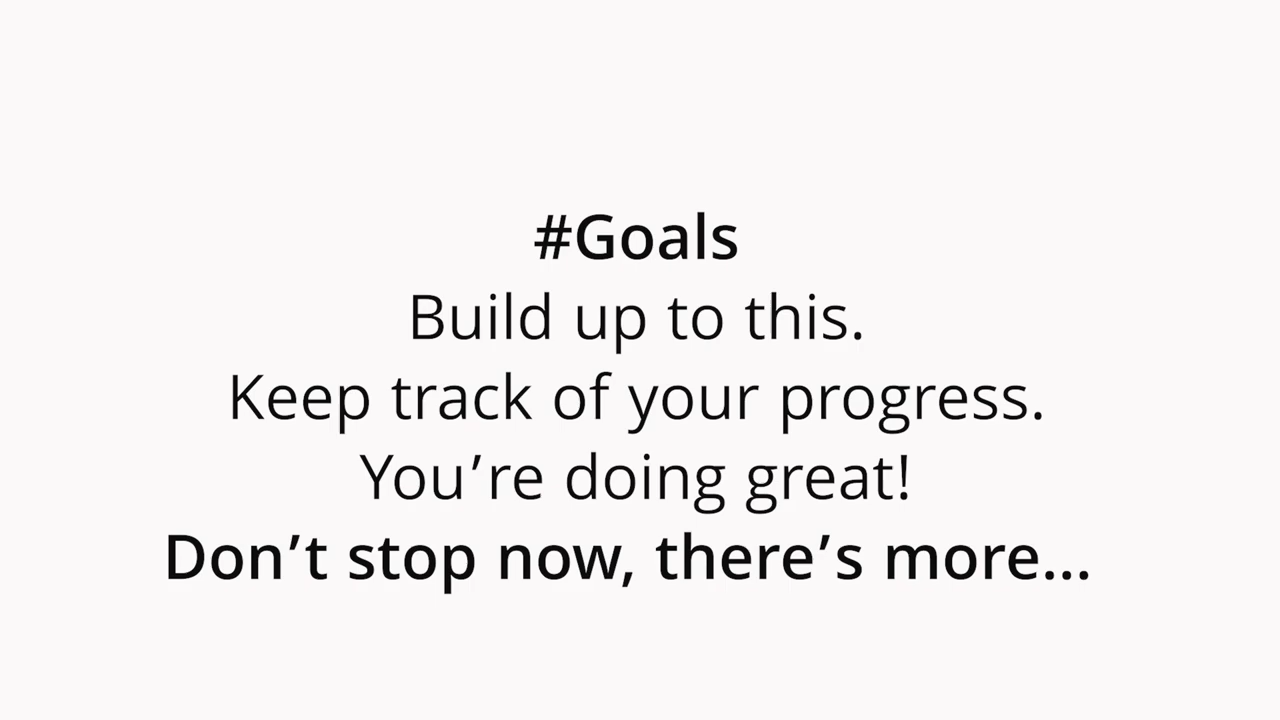 #Goals
Build up to this.
Keep track of your progress.
You’re doing great!
Don’t stop now, there’s more...